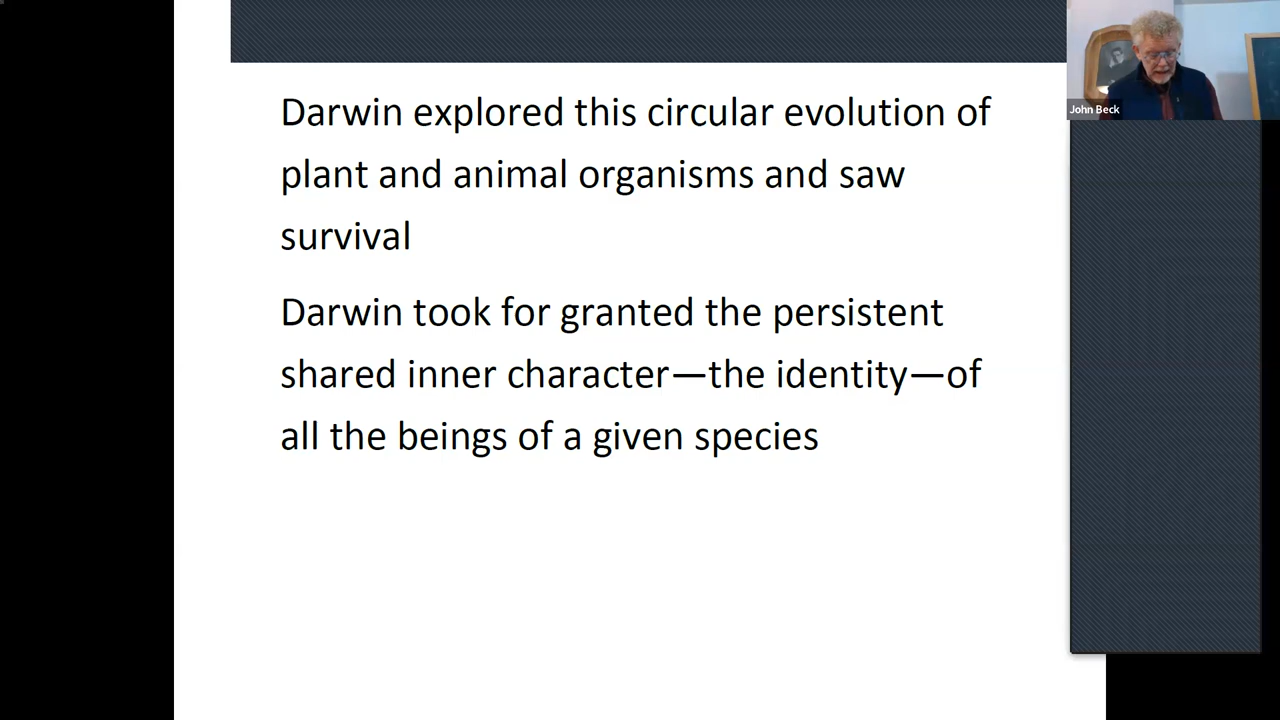 Darwin explored this circular evolution of
plant and animal organisms and saw
survival
Darwin took for granted the persistent
shared inner character—the identity—of
all the beings of a given species
John Beck